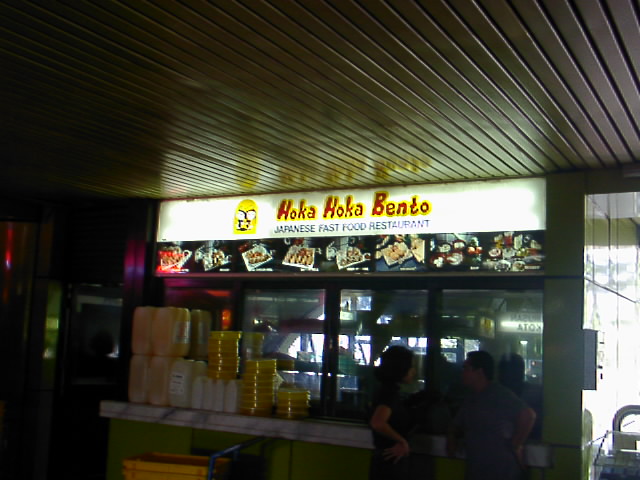 Hoka Hoka Bento
JAPANESE FAST FOOD RESTAURANT